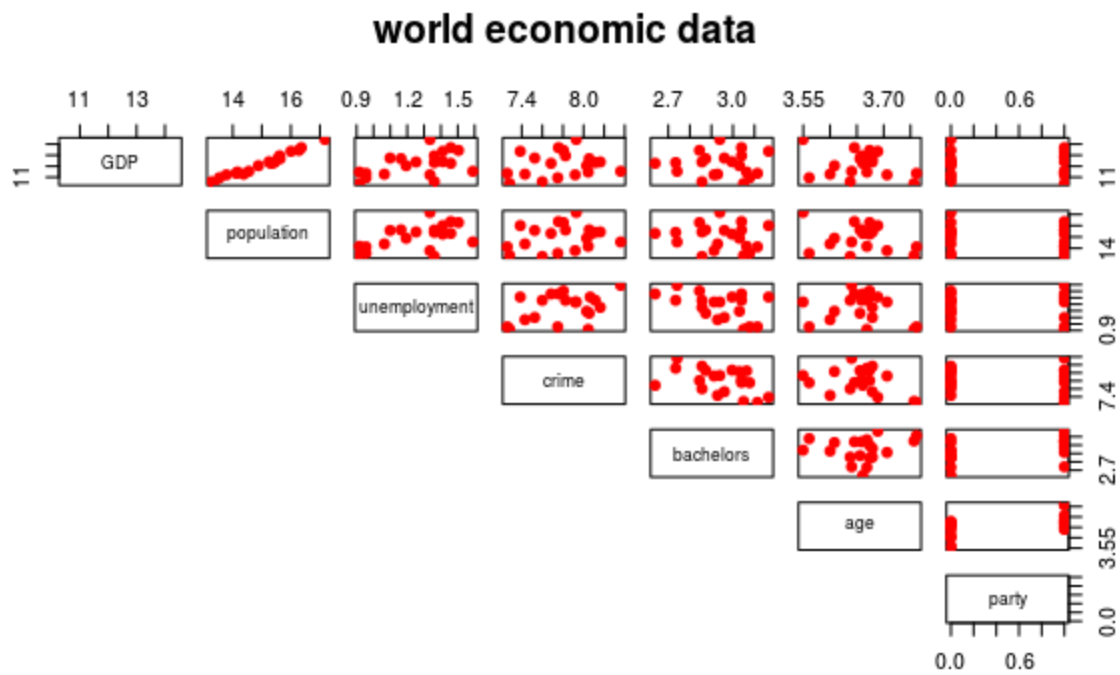 world economic data
11 13 14 16 0.9 1.2 1.5 7.4 8.0 2.7 3.0 3.55 3.70 0.0 0.6
11 GDP 11
population 14
unemployment 0.9
crime 7.4
bachelors 2.7
age 3.55
party 0.0
0.0 0.6